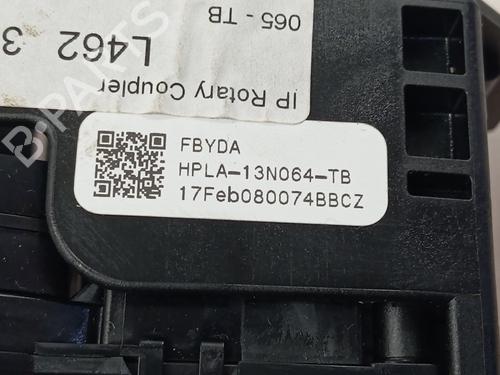 065 - TB
L462 3
IP Rotary Coupler
FBYDA
HPLA-13N064-TB
17Feb080074BBCZ
B-PARTS